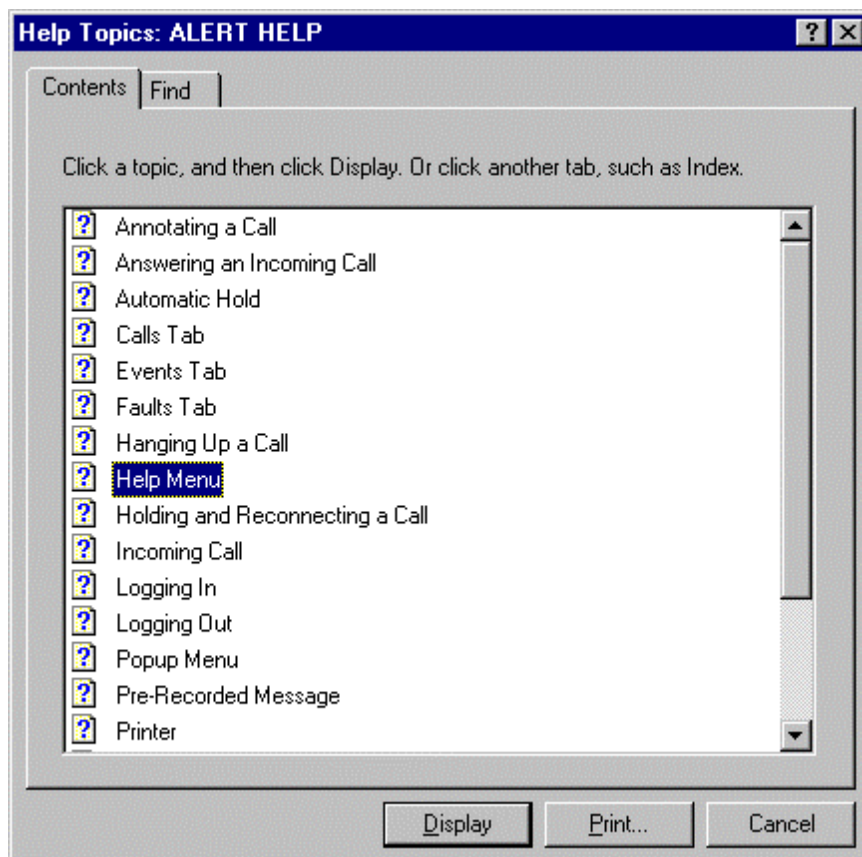 Help Topics: ALERT HELP
Contents Find
Click a topic, and then click Display. Or click another tab, such as Index.
Annotating a Call
Answering an Incoming Call
Automatic Hold
Calls Tab
Events Tab
Faults Tab
Hanging Up a Call
Help Menu
Holding and Reconnecting a Call
Incoming Call
Logging In
Logging Out
Popup Menu
Pre-Recorded Message
Printer
Display Print... Cancel